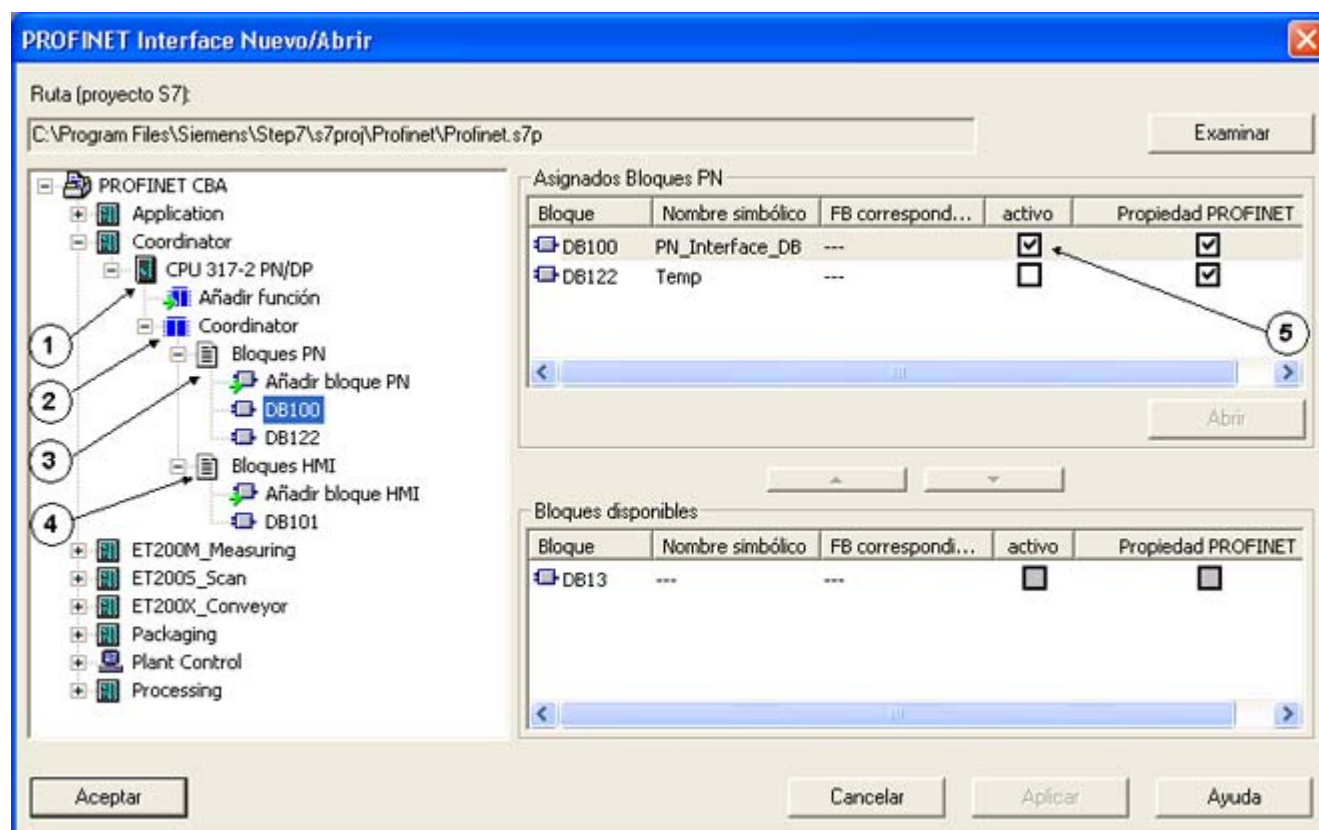 PROFINET Interface Nuevo/Abrir
Ruta (proyecto S7):
C:\Program Files\Siemens\Step7\s7proj\Profinet\Profinet.s7p
Examinar
PROFINET CBA
Application
Coordinator
CPU 317-2 PN/DP
Añadir función
Coordinator
Bloques PN
Añadir bloque PN
DB100
DB122
Bloques HMI
Añadir bloque HMI
DB101
ET200M_Measuring
ET200S_Scan
ET200X_Conveyor
Packaging
Plant Control
Processing
1
2
3
4
Asignados Bloques PN
Bloque Nombre simbólico FB correspond... activo Propiedad PROFINET
DB100 PN_Interface_DB ---
DB122 Temp ---
5
Abrir
Bloques disponibles
Bloque Nombre simbólico FB correspondi... activo Propiedad PROFINET
DB13 --- ---
Aceptar
Cancelar
Aplicar
Ayuda